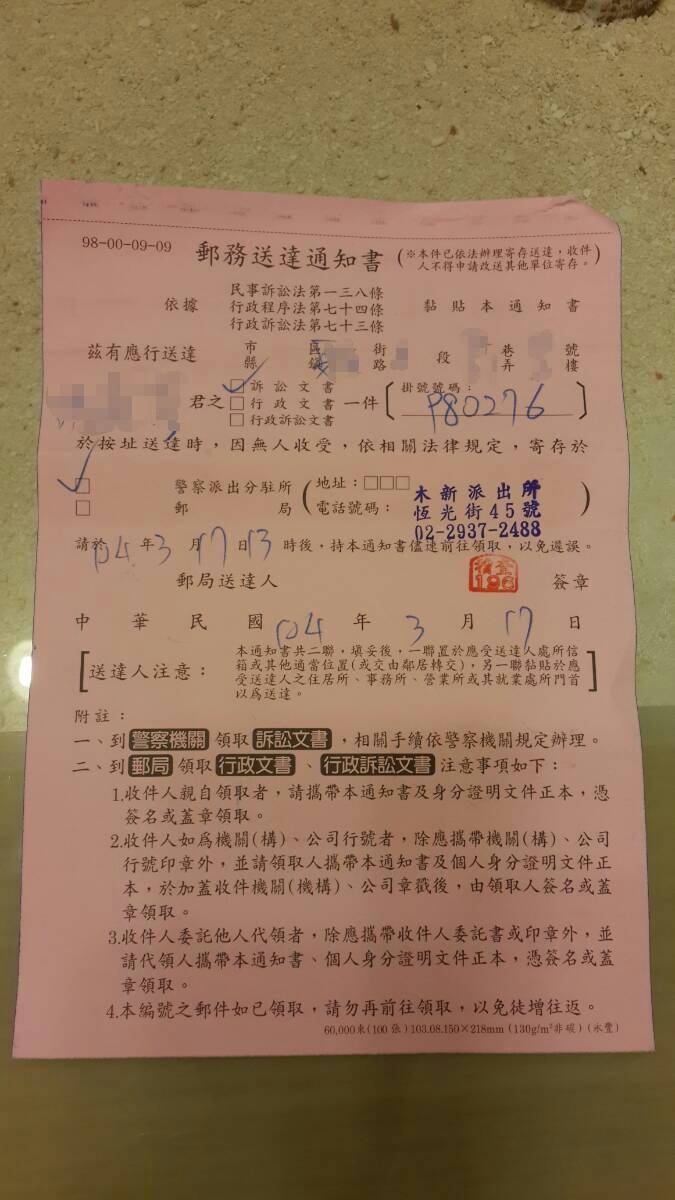 98-00-09-09
郵務送達通知書 (※本件已依法辦理寄存送達，收件人不得申請改送其他單位寄存。)
民事訴訟法第一三八條
依據 行政程序法第七十四條 黏貼本通知書
行政訴訟法第七十三條
茲有應行送達 市縣 區鎮 街路 段 巷弄 號樓
君之 ☑訴訟文書 □行政文書 □行政訴訟文書 一件 〔掛號號碼：P80276〕
於按址送達時，因無人收受，依相關法律規定，寄存於
☑ 警察派出分駐所 (地址：□□□
□ 郵局 電話號碼：)
木新派出所
恆光街45號
02-2937-2488
請於104年3月17日13時後，持本通知書儘速前往領取，以免遲誤。
郵局送達人 簽章
中華民國104年3月17日
[送達人注意：本通知書共二聯，填妥後，一聯置於應受送達人處所信
箱或其他適當位置(或交由鄰居轉交)，另一聯黏貼於應
受送達人之住居所、事務所、營業所或其就業處所門首
以爲送達。]
附註：
一、到 警察機關 領取 訴訟文書 ，相關手續依警察機關規定辦理。
二、到 郵局 領取 行政文書 、 行政訴訟文書 注意事項如下：
1.收件人親自領取者，請攜帶本通知書及身分證明文件正本，憑
簽名或蓋章領取。
2.收件人如爲機關(構)、公司行號者，除應攜帶機關(構)、公司
行號印章外，並請領取人攜帶本通知書及個人身分證明文件正
本，於加蓋收件機關(機構)、公司章戳後，由領取人簽名或蓋
章領取。
3.收件人委託他人代領者，除應攜帶收件人委託書或印章外，並
請代領人攜帶本通知書、個人身分證明文件正本，憑簽名或蓋
章領取。
4.本編號之郵件如已領取，請勿再前往領取，以免徒增往返。
60,000束(100張)103.08.150×218mm (130g/m²非碳) (永豐)